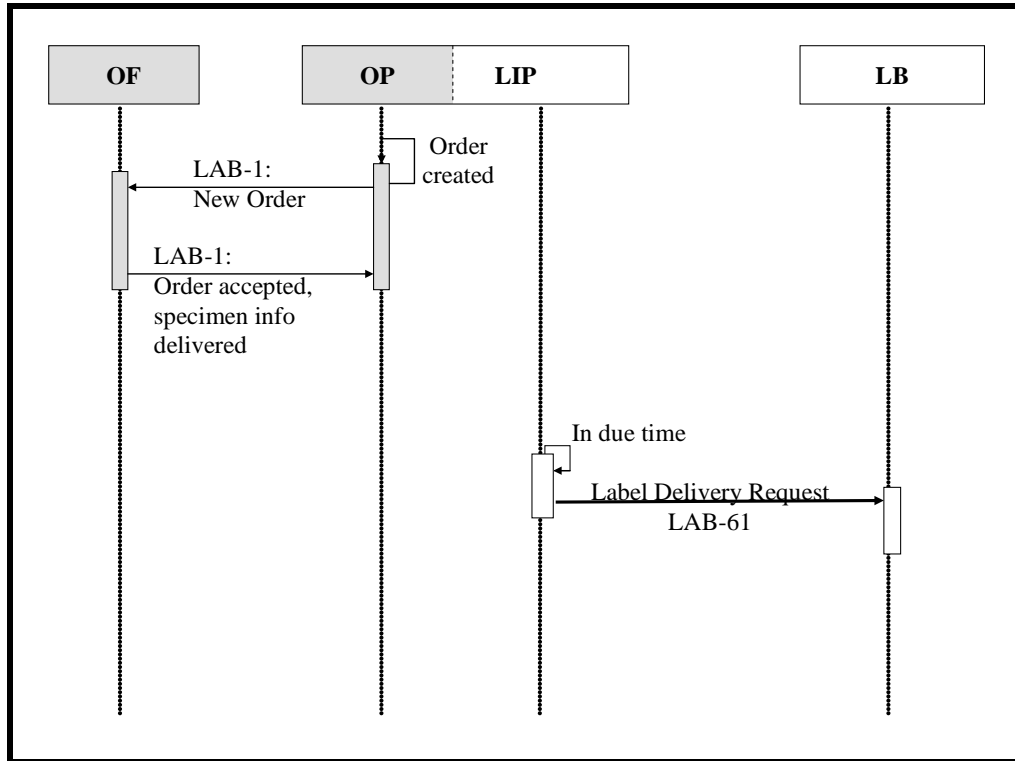 OF
OP
LIP
LB
Order
created
LAB-1:
New Order
LAB-1:
Order accepted,
specimen info
delivered
In due time
Label Delivery Request
LAB-61